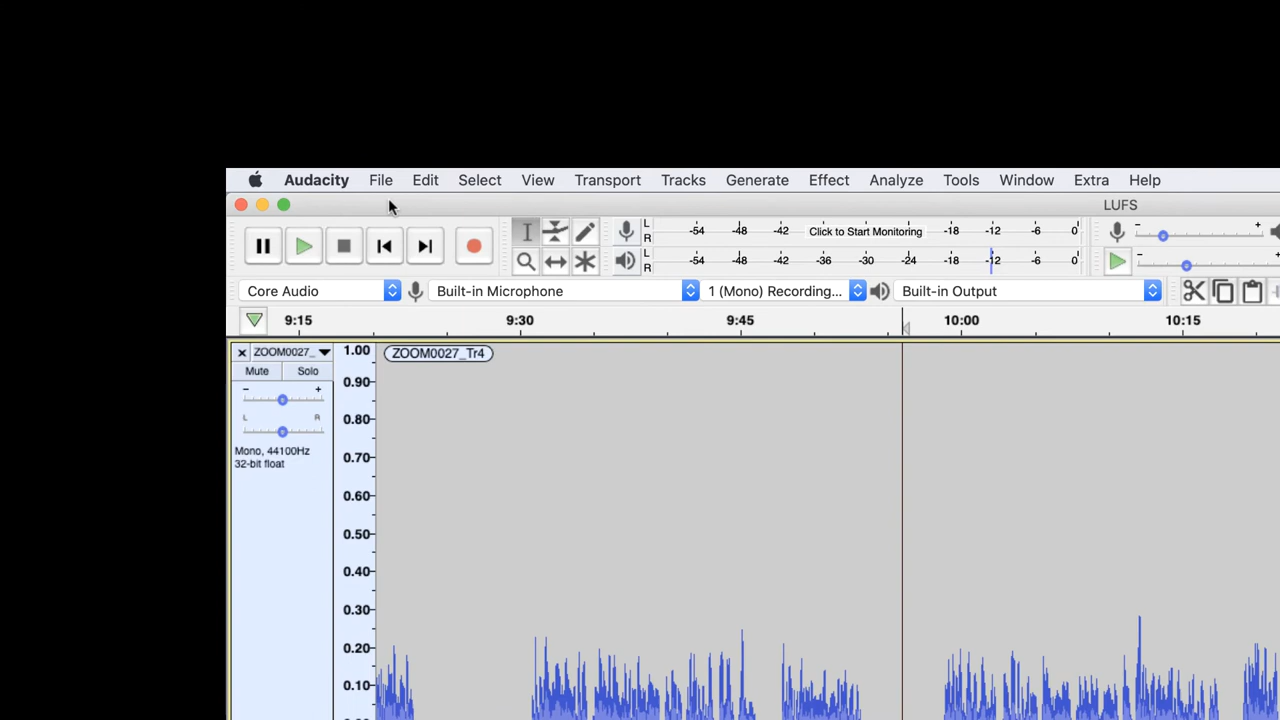 Audacity File Edit Select View Transport Tracks Generate Effect Analyze Tools Window Extra Help
LUFS
L -54 -48 -42 Click to Start Monitoring -18 -12 -6 0 - +
R
L -54 -48 -42 -36 -30 -24 -18 -12 -6 0 - +
R
Core Audio Built-in Microphone 1 (Mono) Recording... Built-in Output
9:15 9:30 9:45 10:00 10:15
ZOOM0027_ 1.00 ZOOM0027_Tr4
Mute Solo
- + 0.90
L R 0.80
Mono, 44100Hz 0.70
32-bit float
0.60
0.50
0.40
0.30
0.20
0.10